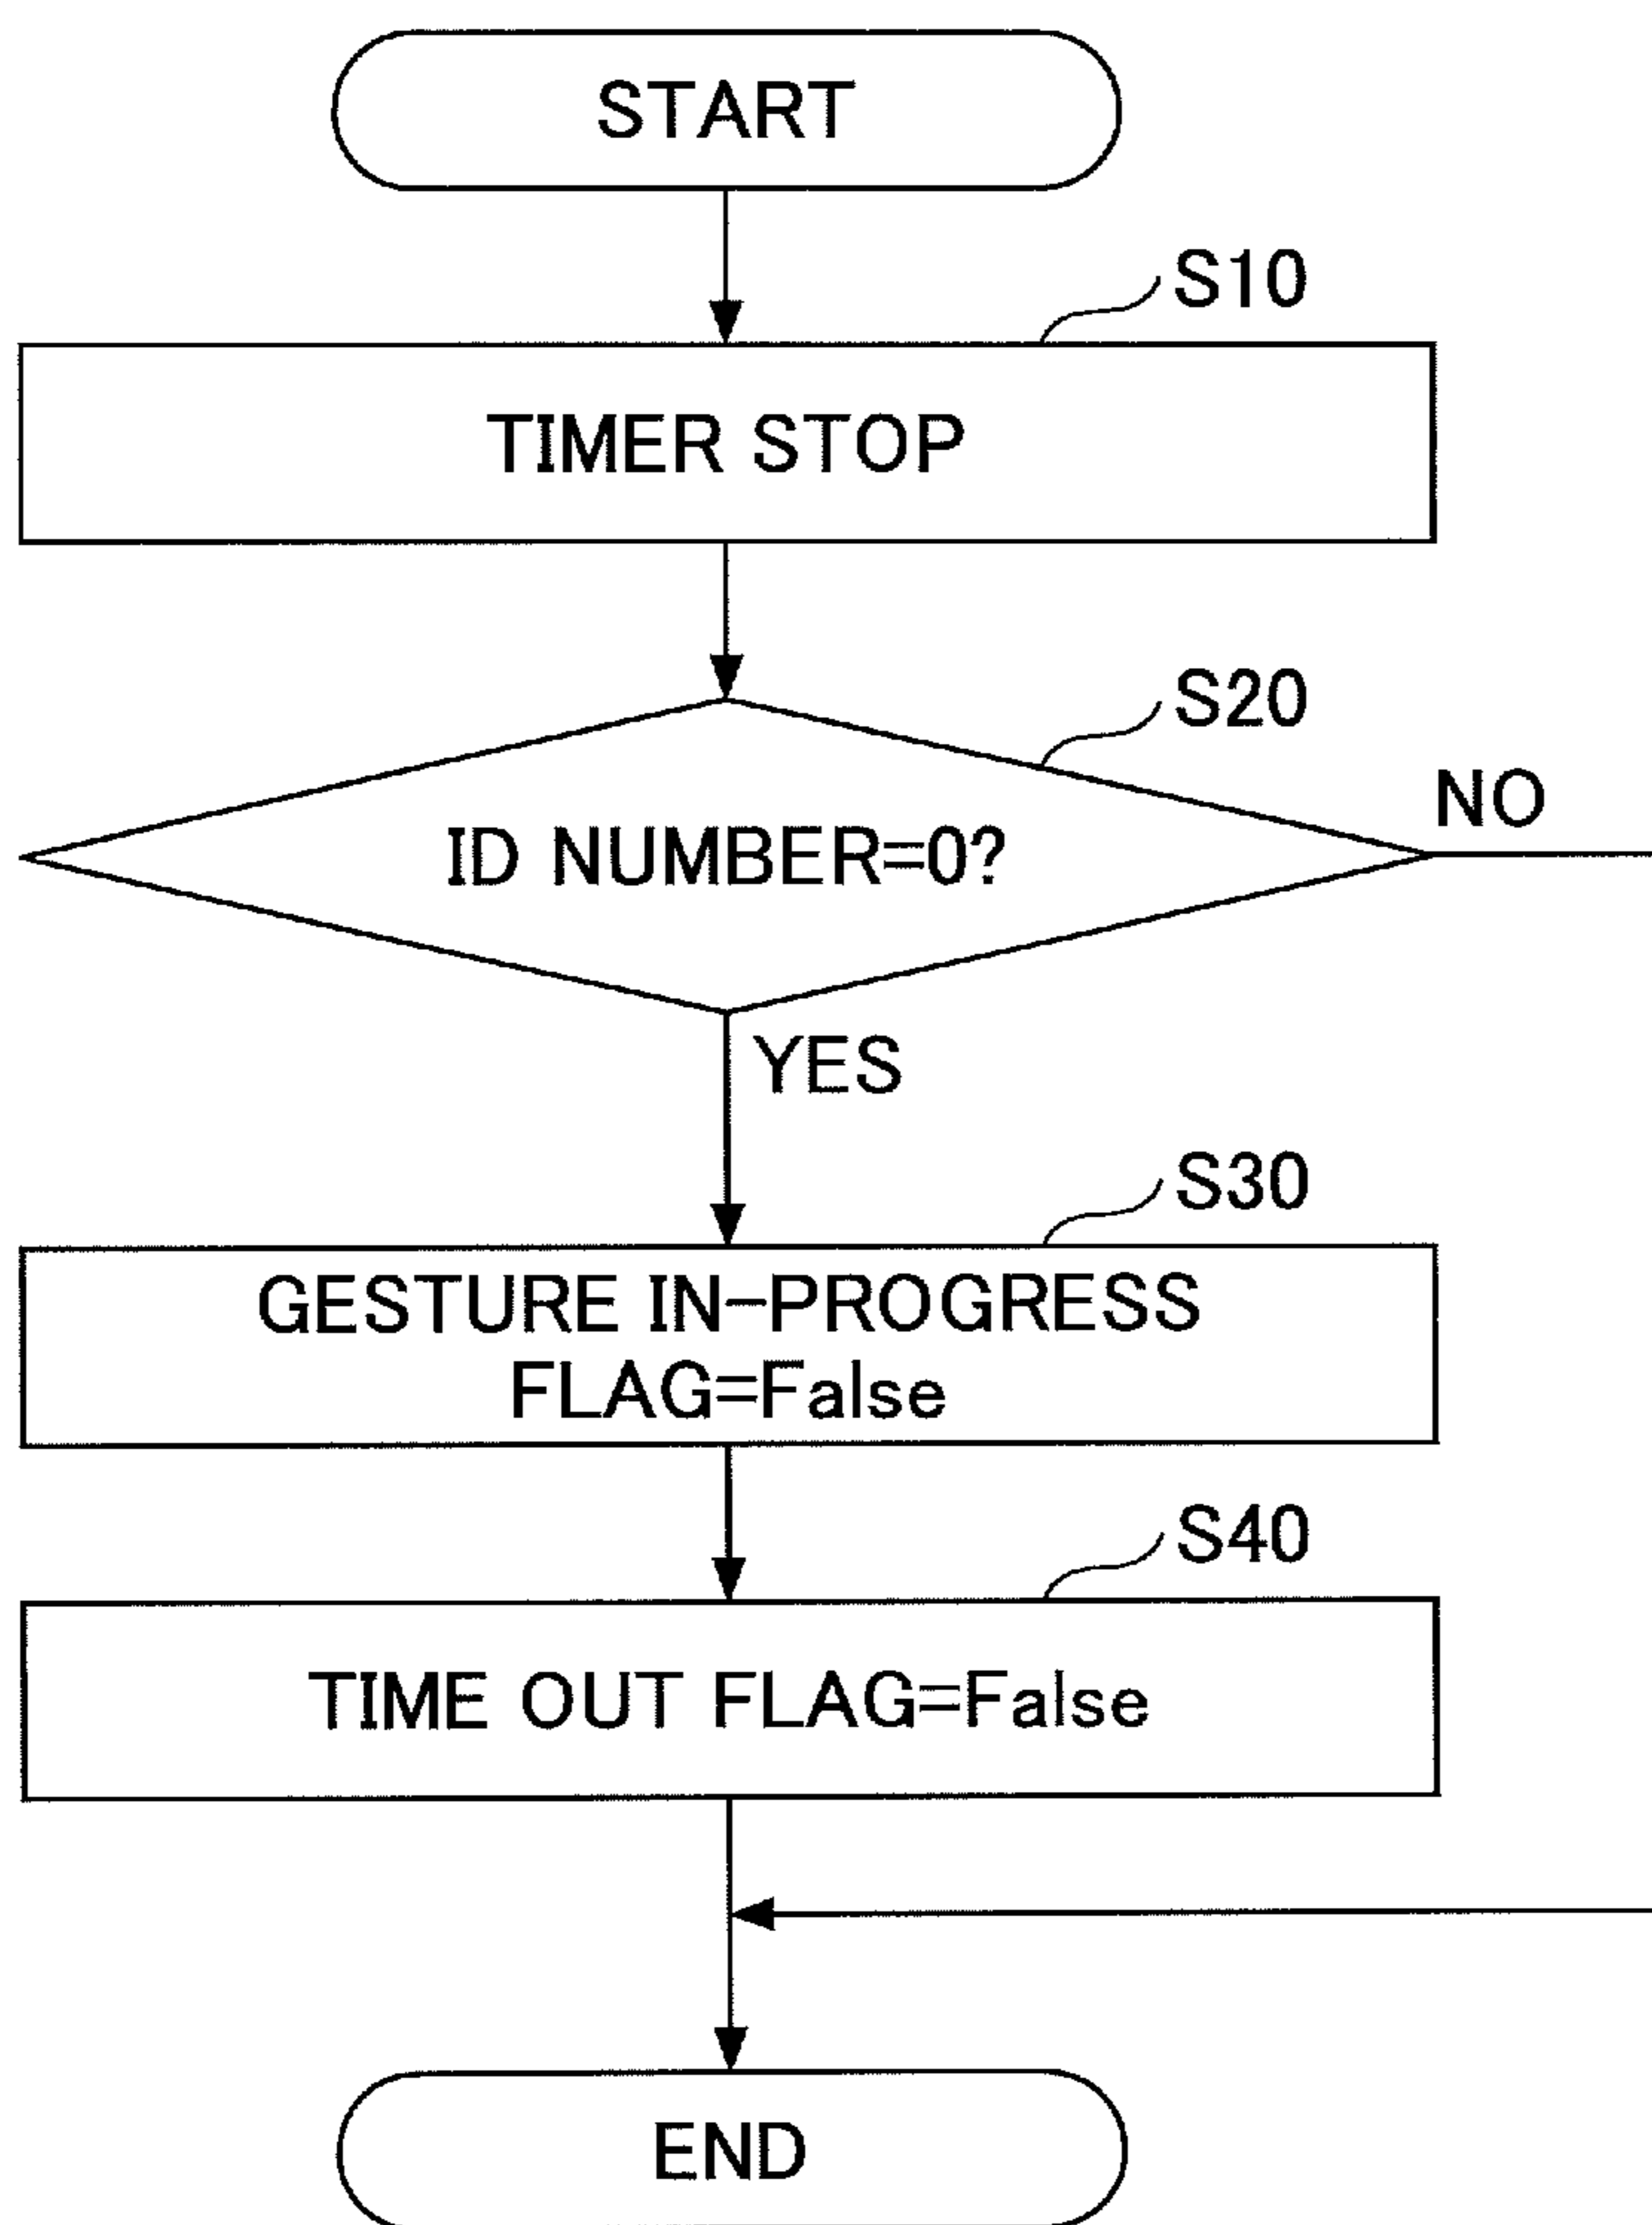 START
S10
TIMER STOP
S20
NO
ID NUMBER=0?
YES
S30
GESTURE IN-PROGRESS
FLAG=False
S40
TIME OUT FLAG=False
END